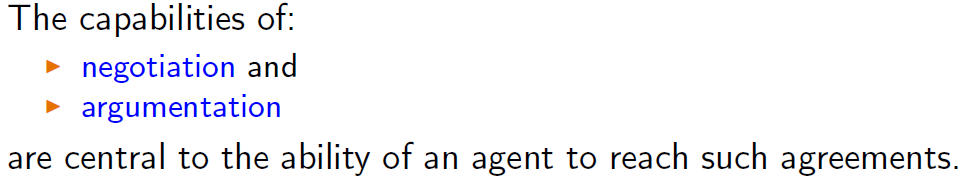 The capabilities of:
▶ negotiation and
▶ argumentation
are central to the ability of an agent to reach such agreements.